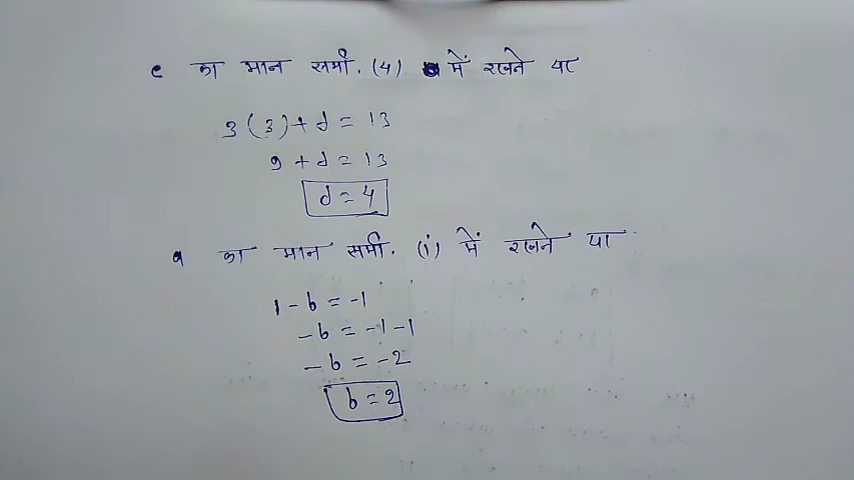 c का मान समी. (4) में रखने पर
3(3) + d = 13
9 + d = 13
d = 4
a का मान समी. (i) में रखने पर
1 - b = -1
- b = -1 - 1
- b = -2
b = 2